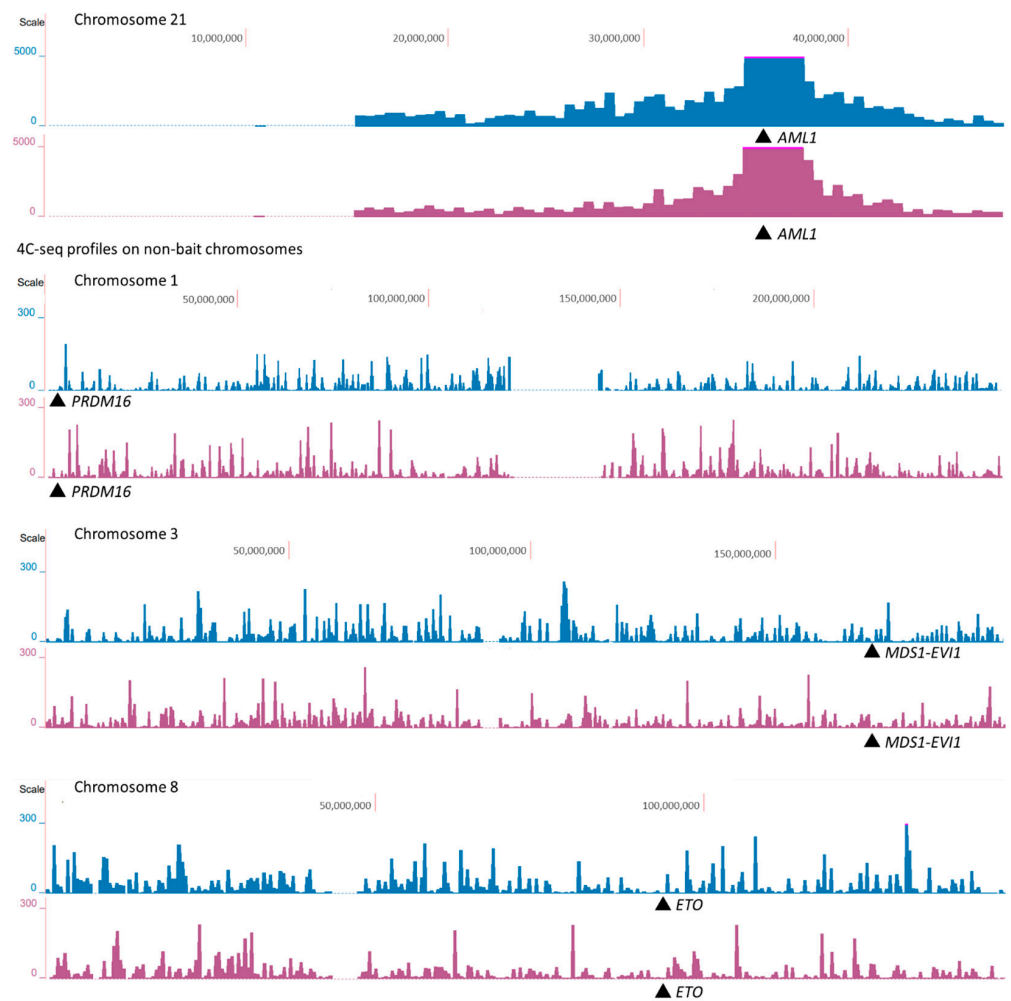 Scale Chromosome 21
10,000,000 20,000,000 30,000,000 40,000,000
5000
0
AML1
5000
0
AML1
4C-seq profiles on non-bait chromosomes
Scale Chromosome 1
50,000,000 100,000,000 150,000,000 200,000,000
300
0
PRDM16
300
0
PRDM16
Scale Chromosome 3
50,000,000 100,000,000 150,000,000
300
0
MDS1-EVI1
300
0
MDS1-EVI1
Scale Chromosome 8
50,000,000 100,000,000
300
0
ETO
300
0
ETO